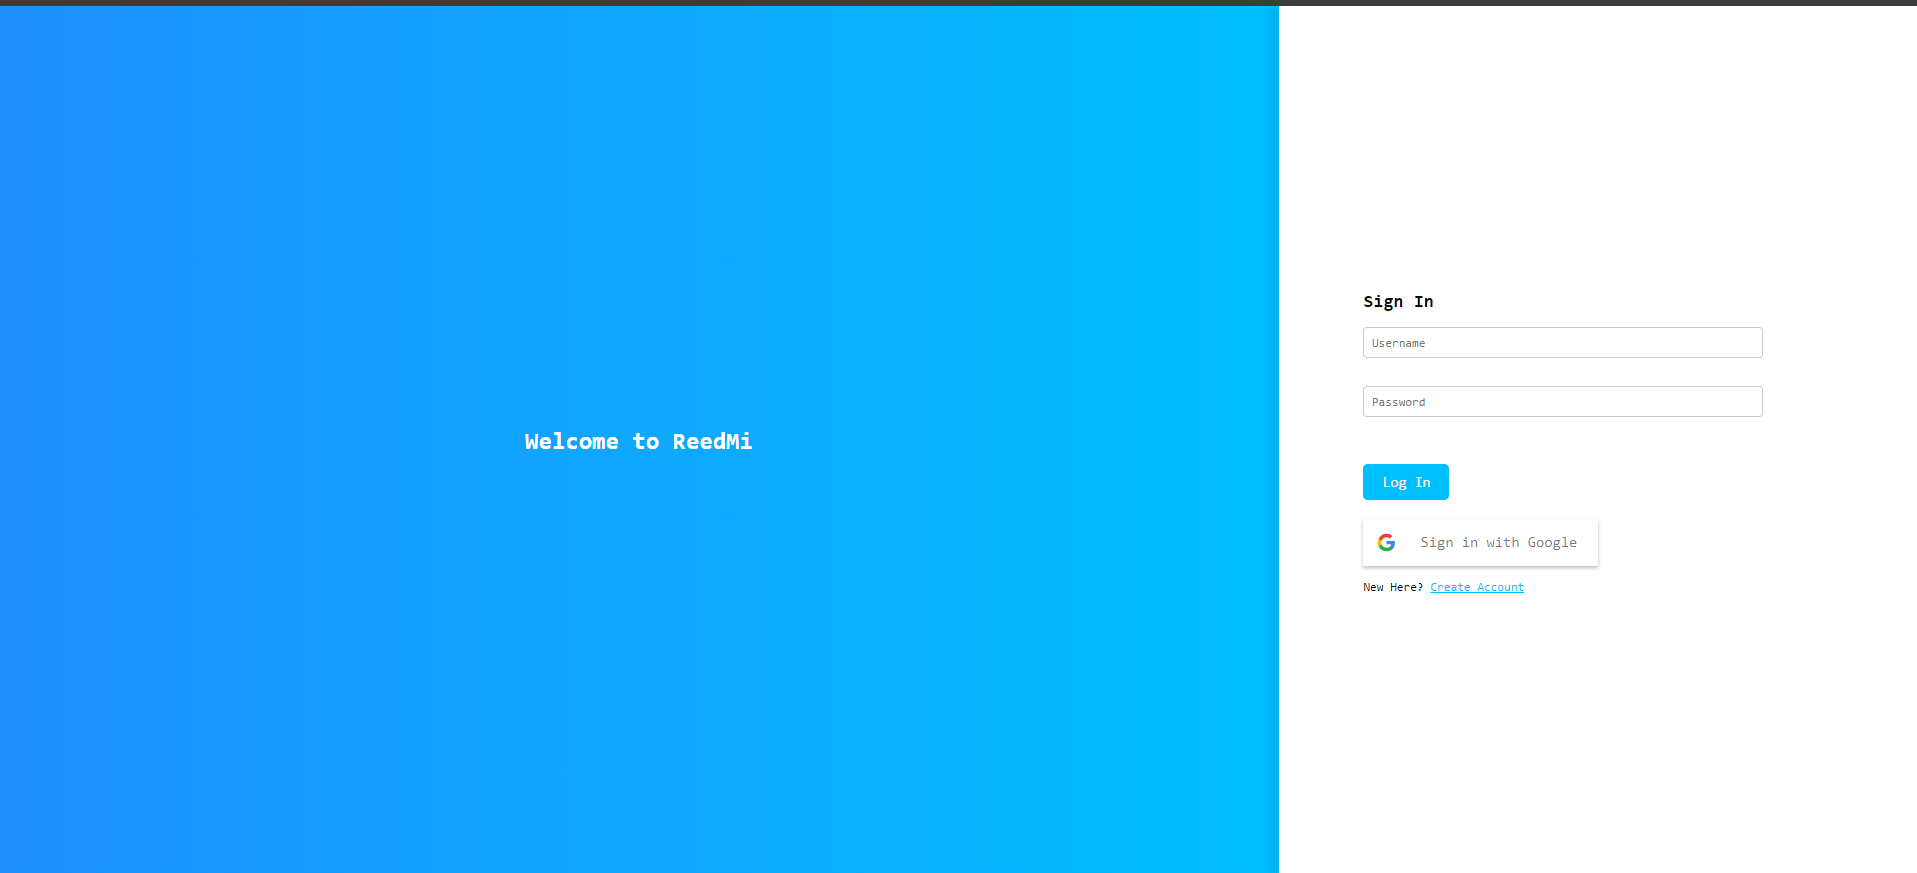 Welcome to ReedMi
Sign In
Username
Password
Log In
Sign in with Google
New Here? Create Account